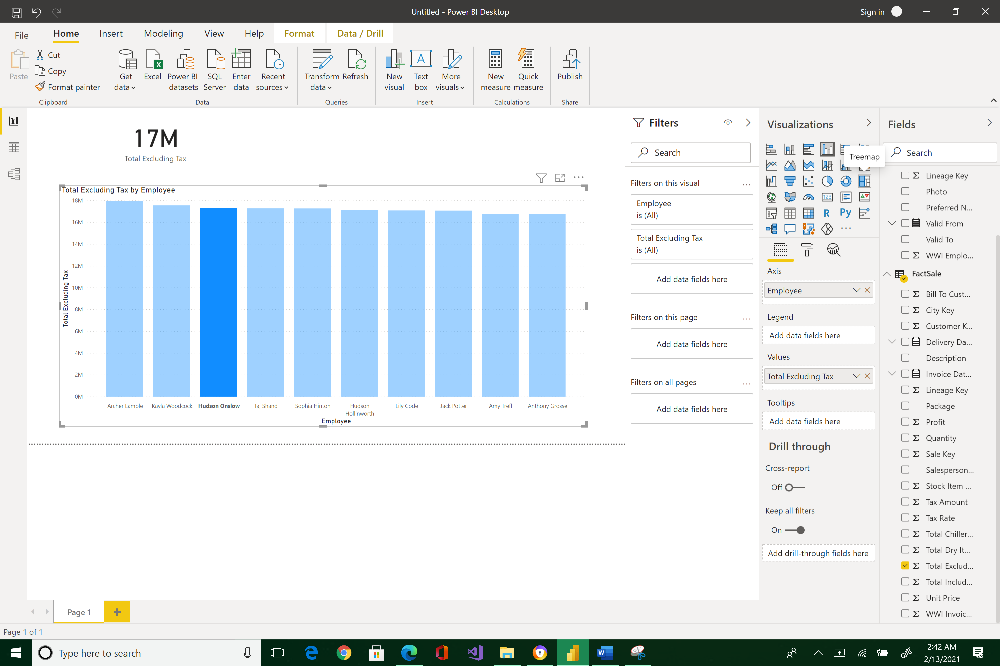 Untitled - Power BI Desktop
Sign in
File
Home
Insert
Modeling
View
Help
Format
Data / Drill
Paste
Cut
Copy
Format painter
Clipboard
Get
data
Excel
Power BI
datasets
SQL
Server
Enter
data
Recent
sources
Data
Transform
data
Refresh
Queries
New
visual
Text
box
More
visuals
Insert
New
measure
Quick
measure
Calculations
Publish
Share
17M
Total Excluding Tax
Total Excluding Tax by Employee
Total Excluding Tax
18M
16M
14M
12M
10M
8M
6M
4M
2M
0M
Archer Lamble
Kayla Woodcock
Hudson Onslow
Taj Shand
Sophia Hinton
Hudson
Hollinworth
Lily Code
Jack Potter
Amy Trefl
Anthony Grosse
Employee
Filters
Search
Filters on this visual
Employee
is (All)
Total Excluding Tax
is (All)
Add data fields here
Filters on this page
Add data fields here
Filters on all pages
Add data fields here
Visualizations
Treemap
123
R
Py
Axis
Employee
Legend
Add data fields here
Values
Total Excluding Tax
Tooltips
Add data fields here
Drill through
Cross-report
Off
Keep all filters
On
Add drill-through fields here
Fields
Search
Lineage Key
Photo
Preferred N...
Valid From
Valid To
WWI Emplo...
FactSale
Bill To Cust...
City Key
Customer K...
Delivery Da...
Description
Invoice Dat...
Lineage Key
Package
Profit
Quantity
Sale Key
Salesperson...
Stock Item ...
Tax Amount
Tax Rate
Total Chiller...
Total Dry It...
Total Exclud...
Total Includ...
Unit Price
WWI Invoic...
Page 1
Page 1 of 1
Type here to search
2:42 AM
2/13/2021